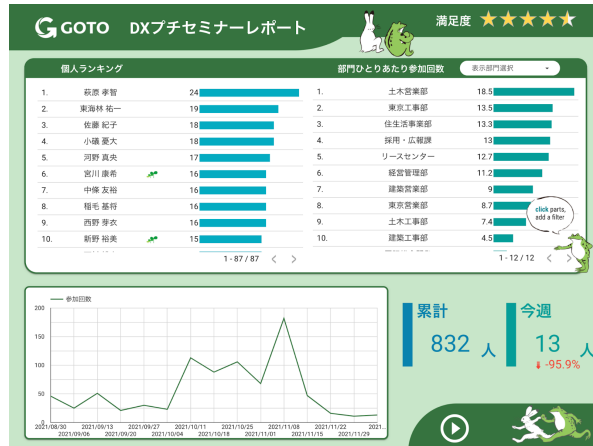 GOTO DXプチセミナーレポート
満足度
個人ランキング
1. 萩原 孝智 24
2. 東海林 祐一 19
3. 佐藤 紀子 18
4. 小磯 憂大 18
5. 河野 真央 17
6. 宮川 康希 16
7. 中條 友裕 16
8. 稲毛 基将 16
9. 西野 芽衣 16
10. 新野 裕美 15
1 - 87 / 87
部門ひとりあたり参加回数
表示部門選択
1. 土木営業部 18.5
2. 東京工事部 13.5
3. 住生活事業部 13.3
4. 採用・広報課 13
5. リースセンター 12.7
6. 経営管理部 11.2
7. 建築営業部 9
8. 東京営業部 8.7
9. 土木工事部 7.4
10. 建築工事部 4.5
click parts,
add a filter
1 - 12 / 12
参加回数
200
150
100
50
0
2021/08/30 2021/09/13 2021/09/27 2021/10/11 2021/10/25 2021/11/08 2021/11/22 2021...
2021/09/06 2021/09/20 2021/10/04 2021/10/18 2021/11/01 2021/11/15 2021/11/29
累計
832 人
今週
13 人
-95.9%